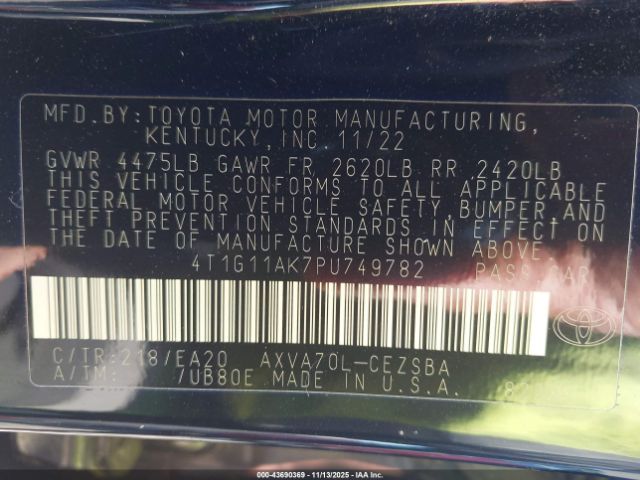 MFD.BY:TOYOTA MOTOR MANUFACTURING,
KENTUCKY, INC. 11/22
GVWR 4475LB GAWR FR 2620LB RR 2420LB
THIS VEHICLE CONFORMS TO ALL APPLICABLE
FEDERAL MOTOR VEHICLE SAFETY,BUMPER,AND
THEFT PREVENTION STANDARDS IN EFFECT ON
THE DATE OF MANUFACTURE SHOWN ABOVE.
4T1G11AK7PU749782 PASS CAR
C/TR:218/EA20 AXVA70L-CEZSBA
A/TM: /UB80E MADE IN U.S.A.
000-43690369 - 11/13/2025 - IAA Inc.